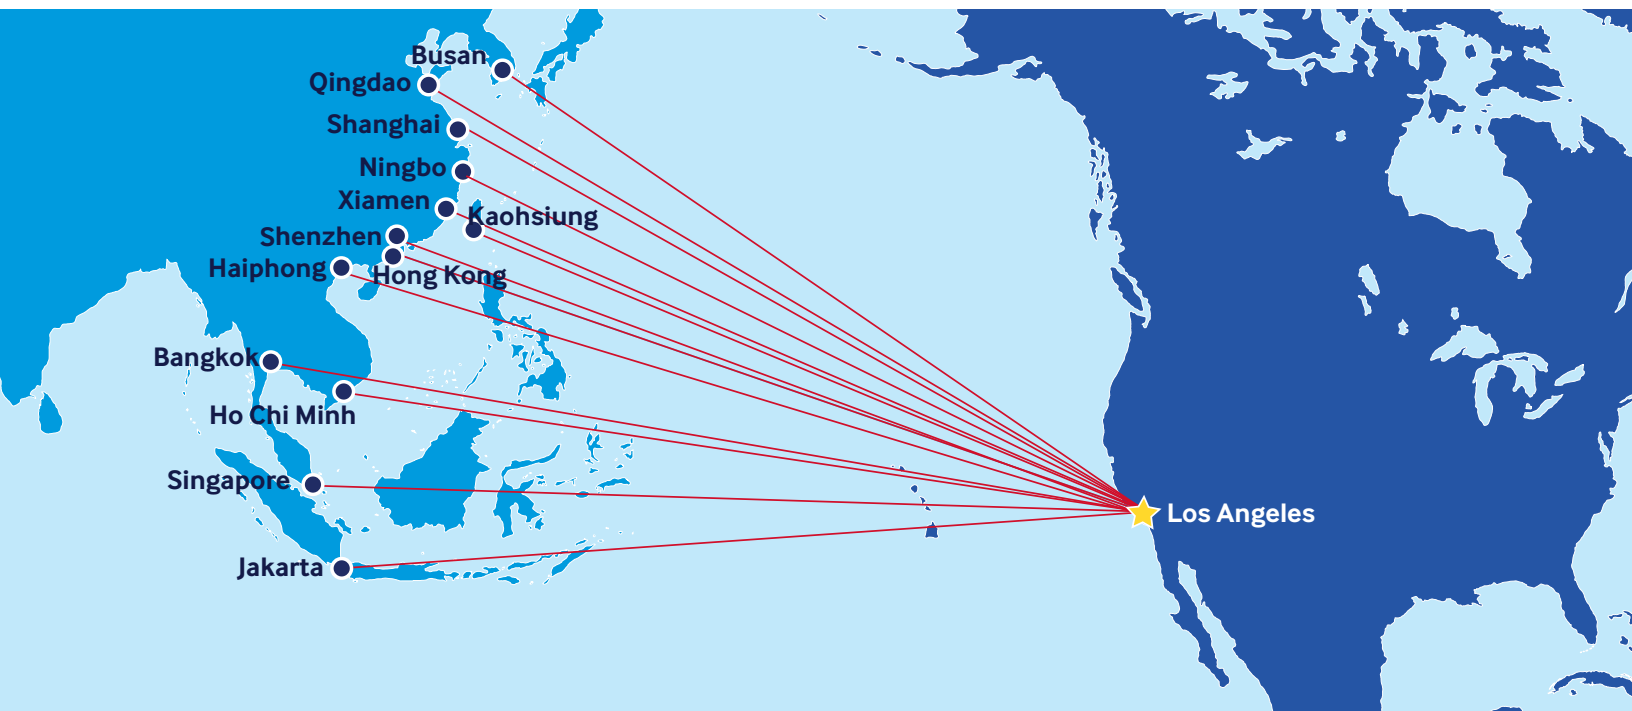 Busan
Qingdao
Shanghai
Ningbo
Xiamen
Kaohsiung
Shenzhen
Haiphong
Hong Kong
Bangkok
Ho Chi Minh
Singapore
Los Angeles
Jakarta